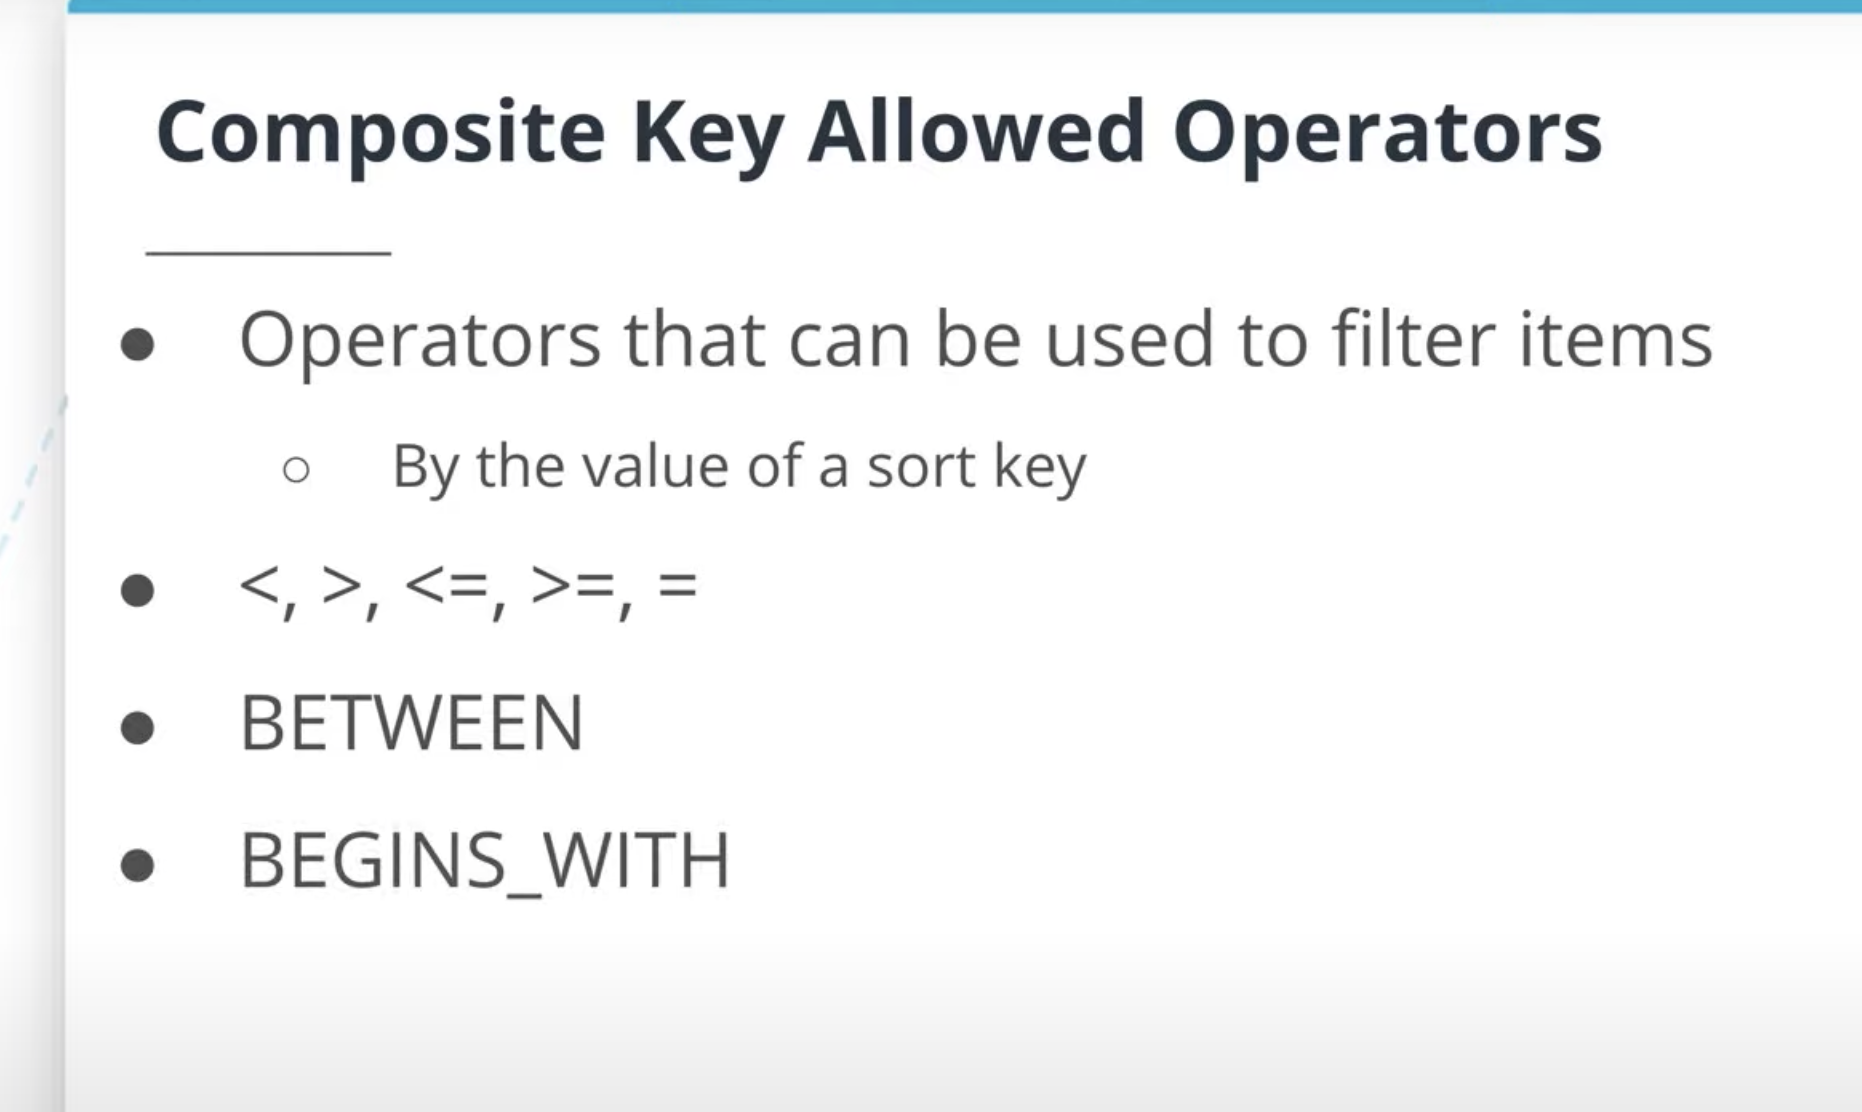 Composite Key Allowed Operators
● Operators that can be used to filter items
○ By the value of a sort key
● <, >, <=, >=, =
● BETWEEN
● BEGINS_WITH